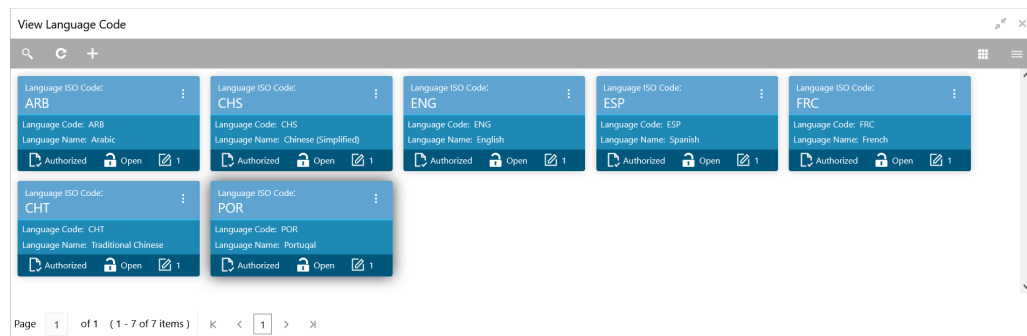 View Language Code
Language ISO Code:
ARB
Language Code: ARB
Language Name: Arabic
Authorized Open 1
Language ISO Code:
CHS
Language Code: CHS
Language Name: Chinese (Simplified)
Authorized Open 1
Language ISO Code:
ENG
Language Code: ENG
Language Name: English
Authorized Open 1
Language ISO Code:
ESP
Language Code: ESP
Language Name: Spanish
Authorized Open 1
Language ISO Code:
FRC
Language Code: FRC
Language Name: French
Authorized Open 1
Language ISO Code:
CHT
Language Code: CHT
Language Name: Traditional Chinese
Authorized Open 1
Language ISO Code:
POR
Language Code: POR
Language Name: Portugal
Authorized Open 1
Page 1 of 1 (1 - 7 of 7 items) 1